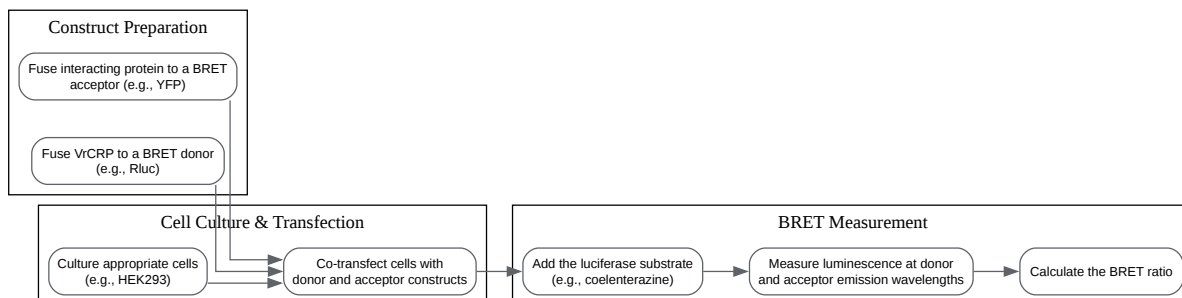 Construct Preparation
Fuse interacting protein to a BRET
acceptor (e.g., YFP)
Fuse VrCRP to a BRET donor
(e.g., Rluc)
Cell Culture & Transfection
Culture appropriate cells
(e.g., HEK293)
Co-transfect cells with
donor and acceptor constructs
BRET Measurement
Add the luciferase substrate
(e.g., coelenterazine)
Measure luminescence at donor
and acceptor emission wavelengths
Calculate the BRET ratio